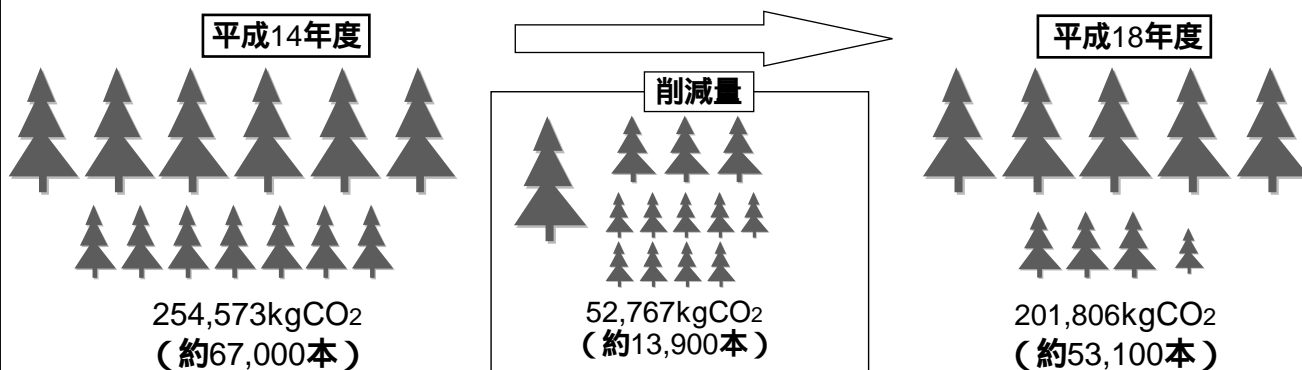 平成14年度
254,573kgCO2
(約67,000本)
削減量
52,767kgCO2
(約13,900本)
平成18年度
201,806kgCO2
(約53,100本)